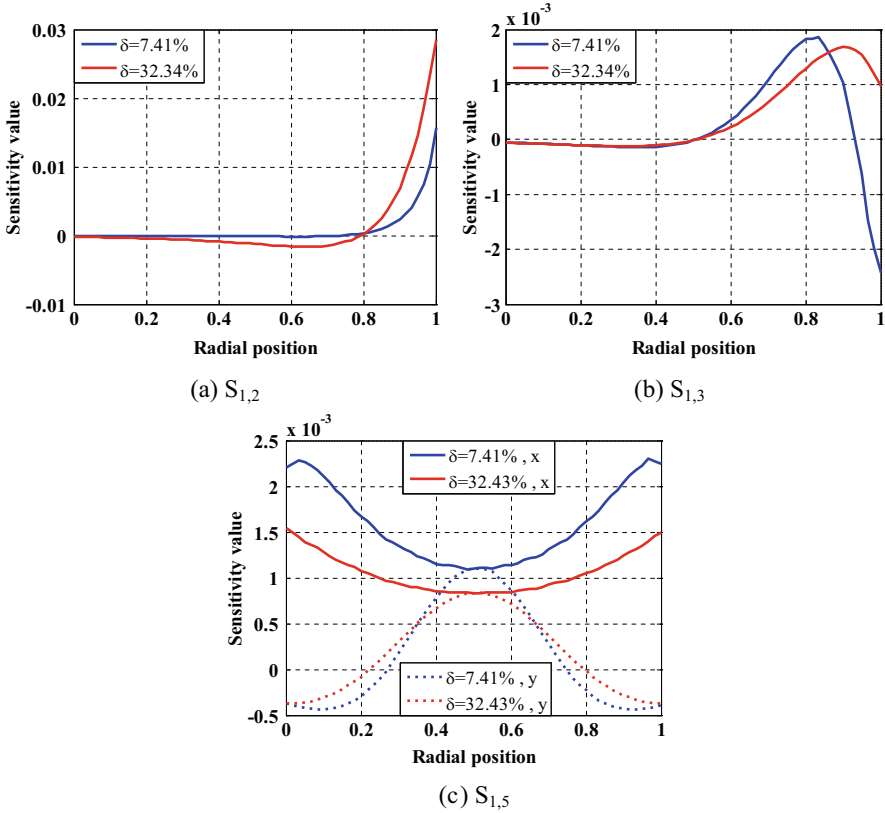 0.03
δ=7.41%
δ=32.34%
0.02
0.01
0
-0.01
Sensitivity value
0 0.2 0.4 0.6 0.8 1
Radial position
(a) S1,2
x 10-3
2
δ=7.41%
δ=32.34%
1
0
-1
-2
-3
Sensitivity value
0 0.2 0.4 0.6 0.8 1
Radial position
(b) S1,3
x 10-3
2.5
δ=7.41% , x
δ=32.43% , x
2
1.5
1
0.5
0
-0.5
Sensitivity value
δ=7.41% , y
δ=32.43% , y
0 0.2 0.4 0.6 0.8 1
Radial position
(c) S1,5